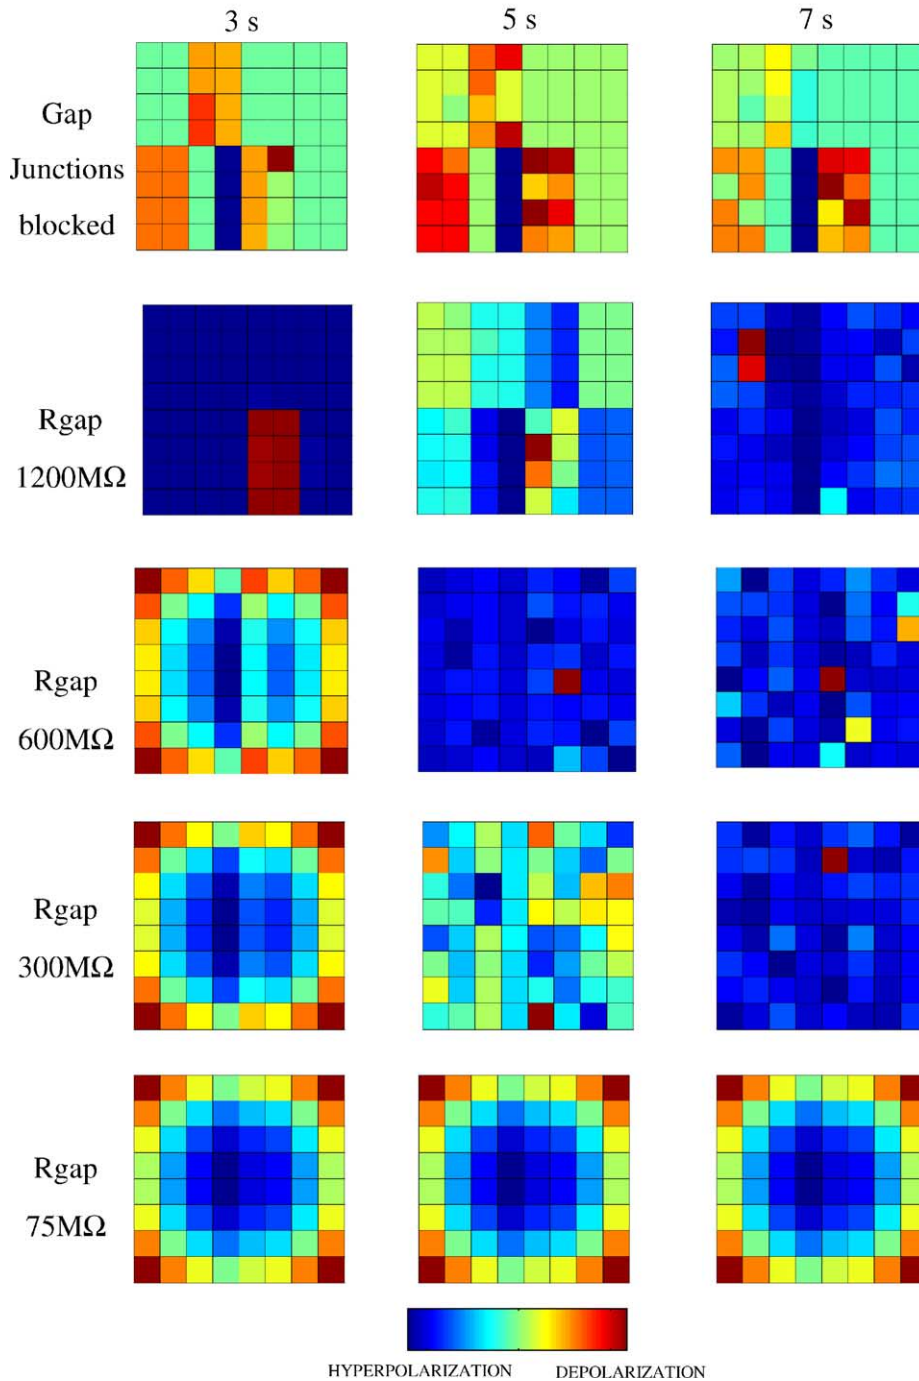 3 s
5 s
7 s
Gap
Junctions
blocked
Rgap
1200MΩ
Rgap
600MΩ
Rgap
300MΩ
Rgap
75MΩ
HYPERPOLARIZATION
DEPOLARIZATION